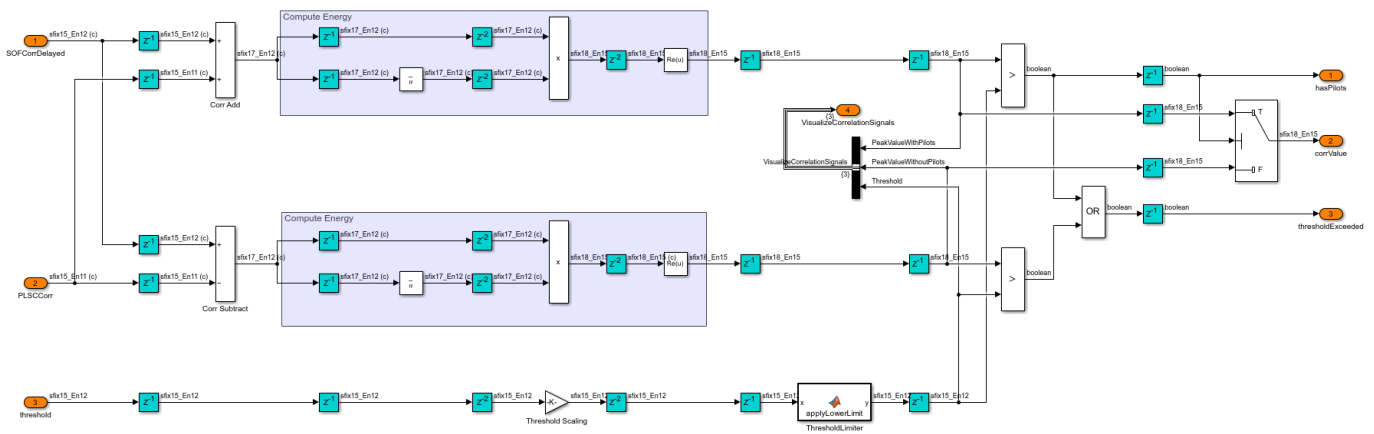 Compute Energy
1
SOFCorrDelayed
sfix15_En12 (c)
z-1
sfix15_En12 (c)
+
+
Corr Add
sfix17_En12 (c)
z-1
sfix17_En12 (c)
z-2
sfix17_En12 (c)
x
sfix18_En15 (c)
z-2
sfix18_En15 (c)
Re(u)
sfix18_En15
z-1
sfix18_En15
z-1
sfix18_En15
>
boolean
z-1
boolean
1
hasPilots
z-1
sfix15_En11 (c)
z-1
sfix17_En12 (c)
u
sfix17_En12 (c)
z-2
sfix17_En12 (c)
4
{3}
VisualizeCorrelationSignals
z-1
sfix18_En15
T
F
sfix18_En15
2
corrValue
PeakValueWithPilots
VisualizeCorrelationSignals
PeakValueWithoutPilots
{3}
Threshold
z-1
sfix18_En15
OR
boolean
z-1
boolean
3
thresholdExceeded
Compute Energy
z-1
sfix15_En12 (c)
+
−
Corr Subtract
sfix17_En12 (c)
z-1
sfix17_En12 (c)
z-2
sfix17_En12 (c)
x
sfix18_En15 (c)
z-2
sfix18_En15 (c)
Re(u)
sfix18_En15
z-1
sfix18_En15
z-1
sfix18_En15
>
boolean
2
PLSCCorr
sfix15_En11 (c)
z-1
sfix15_En11 (c)
z-1
sfix17_En12 (c)
u
sfix17_En12 (c)
z-2
sfix17_En12 (c)
3
threshold
sfix15_En12
z-1
sfix15_En12
z-1
sfix15_En12
z-2
sfix15_En12
-K-
Threshold Scaling
sfix15_En12
z-2
sfix15_En12
z-1
sfix15_En12
x
y
applyLowerLimit
ThresholdLimiter
sfix15_En12
z-1
sfix15_En12